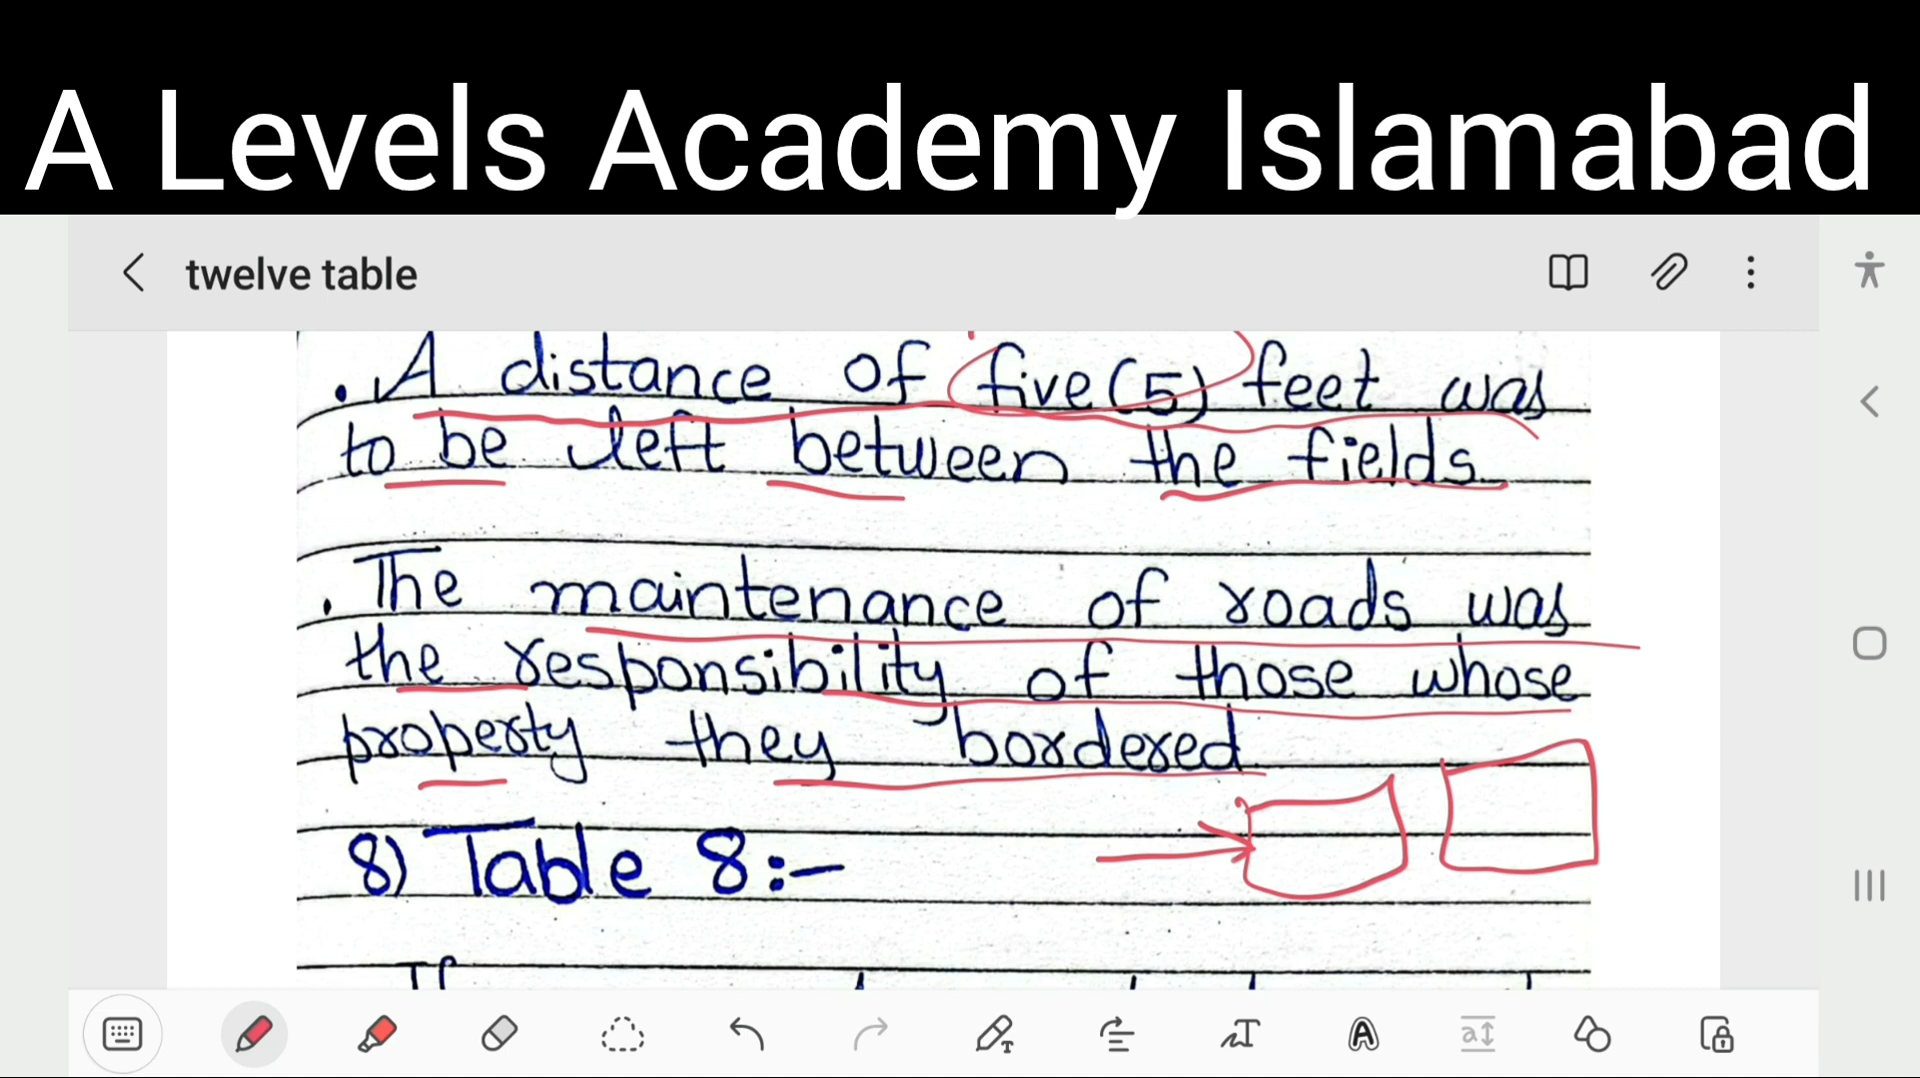 A Levels Academy Islamabad
twelve table
. A distance of five (5) feet was
to be left between the fields.
. The maintenance of roads was
the responsibility of those whose
property they bordered
8) Table 8:-